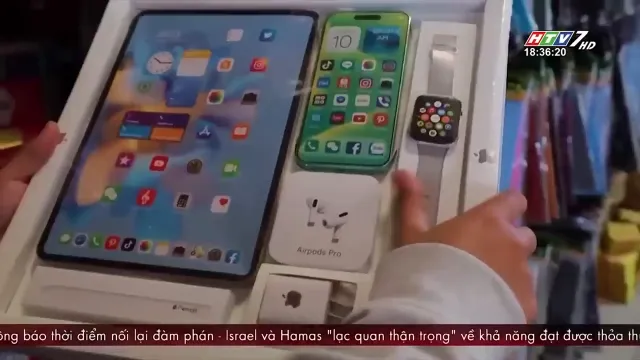 HTV7 HD
18:36:20
10
Airpods Pro
ông báo thời điểm nối lại đàm phán - Israel và Hamas "lạc quan thận trọng" về khả năng đạt được thỏa th